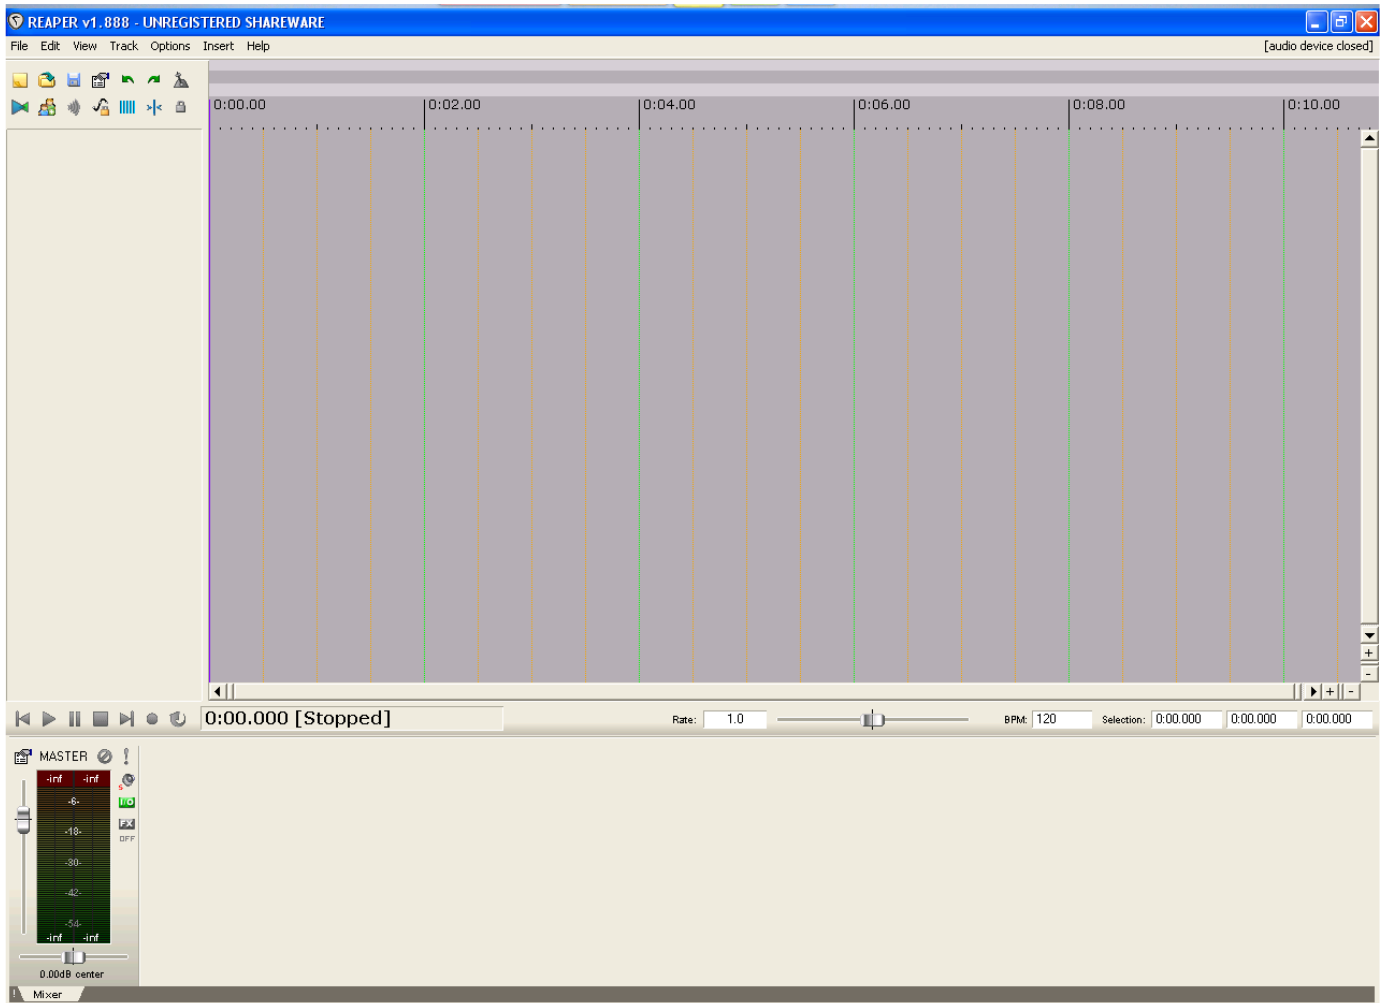 REAPER v1.888 - UNREGISTERED SHAREWARE
File Edit View Track Options Insert Help [audio device closed]
0:00.00 0:02.00 0:04.00 0:06.00 0:08.00 0:10.00
0:00.000 [Stopped] Rate: 1.0 BPM: 120 Selection: 0:00.000 0:00.000 0:00.000
MASTER
-inf -inf
S
-6-
I/O
FX
-18-
OFF
-30-
-42-
-54-
-inf -inf
0.00dB center
! Mixer